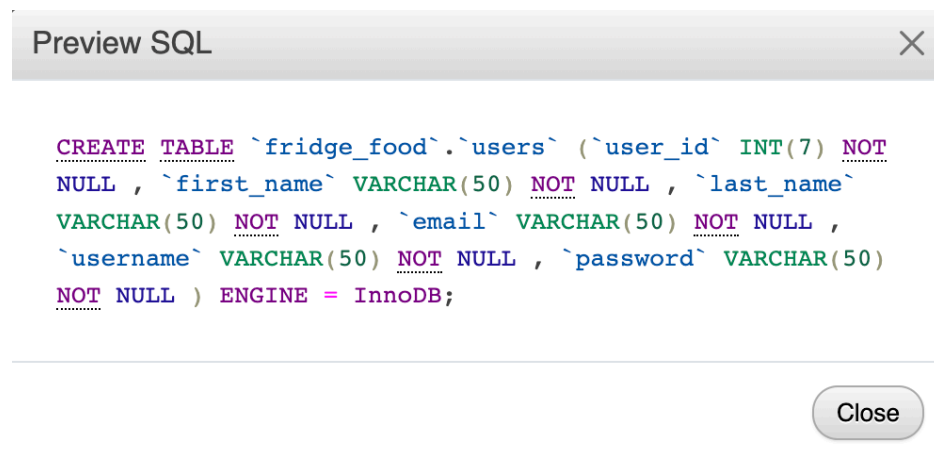 Preview SQL
CREATE TABLE `fridge_food`.`users` (`user_id` INT(7) NOT
NULL , `first_name` VARCHAR(50) NOT NULL , `last_name`
VARCHAR(50) NOT NULL , `email` VARCHAR(50) NOT NULL ,
`username` VARCHAR(50) NOT NULL , `password` VARCHAR(50)
NOT NULL ) ENGINE = InnoDB;
Close